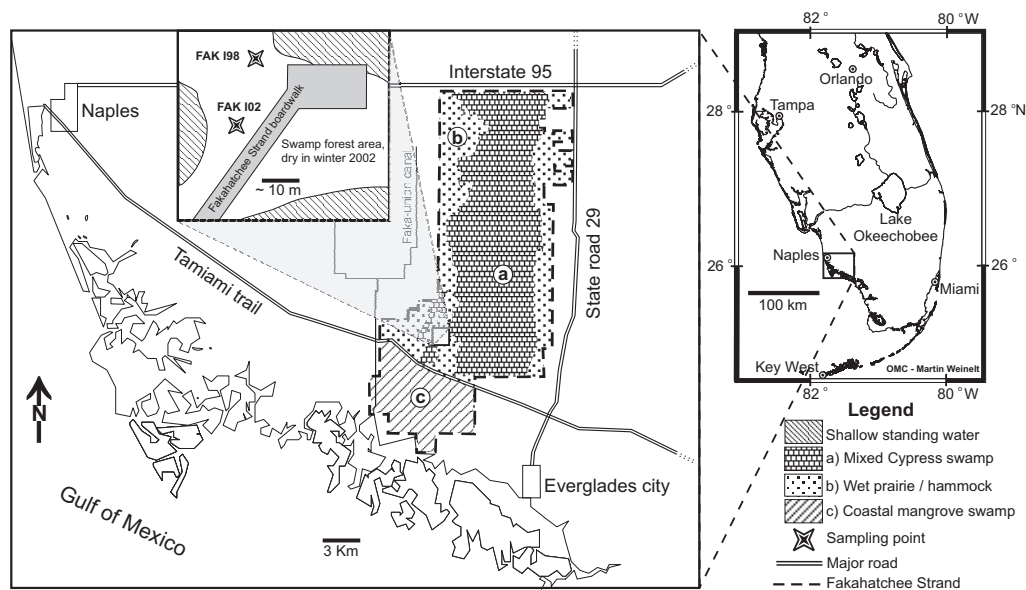 FAK I98
FAK I02
Fakahatchee Strand boardwalk
Swamp forest area,
dry in winter 2002
~ 10 m
Naples
Interstate 95
b
Faka-union canal
a
State road 29
Tamiami trail
c
N
Gulf of Mexico
3 Km
Everglades city
82 °
80 °W
Orlando
28 °
28 °N
Tampa
Lake
Okeechobee
Naples
26 °
26 °
Miami
100 km
Key West
OMC - Martin Weinelt
82 °
80 °W
Legend
Shallow standing water
a) Mixed Cypress swamp
b) Wet prairie / hammock
c) Coastal mangrove swamp
Sampling point
Major road
Fakahatchee Strand